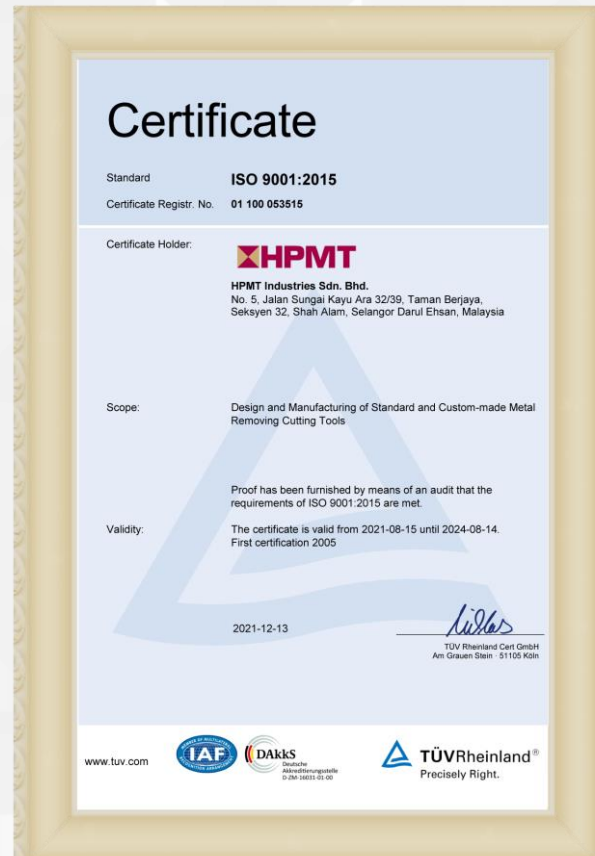 Certificate
Standard ISO 9001:2015
Certificate Registr. No. 01 100 053515
Certificate Holder:
HPMT
HPMT Industries Sdn. Bhd.
No. 5, Jalan Sungai Kayu Ara 32/39, Taman Berjaya,
Seksyen 32, Shah Alam, Selangor Darul Ehsan, Malaysia
Scope: Design and Manufacturing of Standard and Custom-made Metal
Removing Cutting Tools
Proof has been furnished by means of an audit that the
requirements of ISO 9001:2015 are met.
Validity: The certificate is valid from 2021-08-15 until 2024-08-14.
First certification 2005
2021-12-13
TÜV Rheinland Cert GmbH
Am Grauen Stein · 51105 Köln
www.tuv.com
IAF
DAkkS
Deutsche
Akkreditierungsstelle
D-ZM-16031-01-00
TÜVRheinland®
Precisely Right.